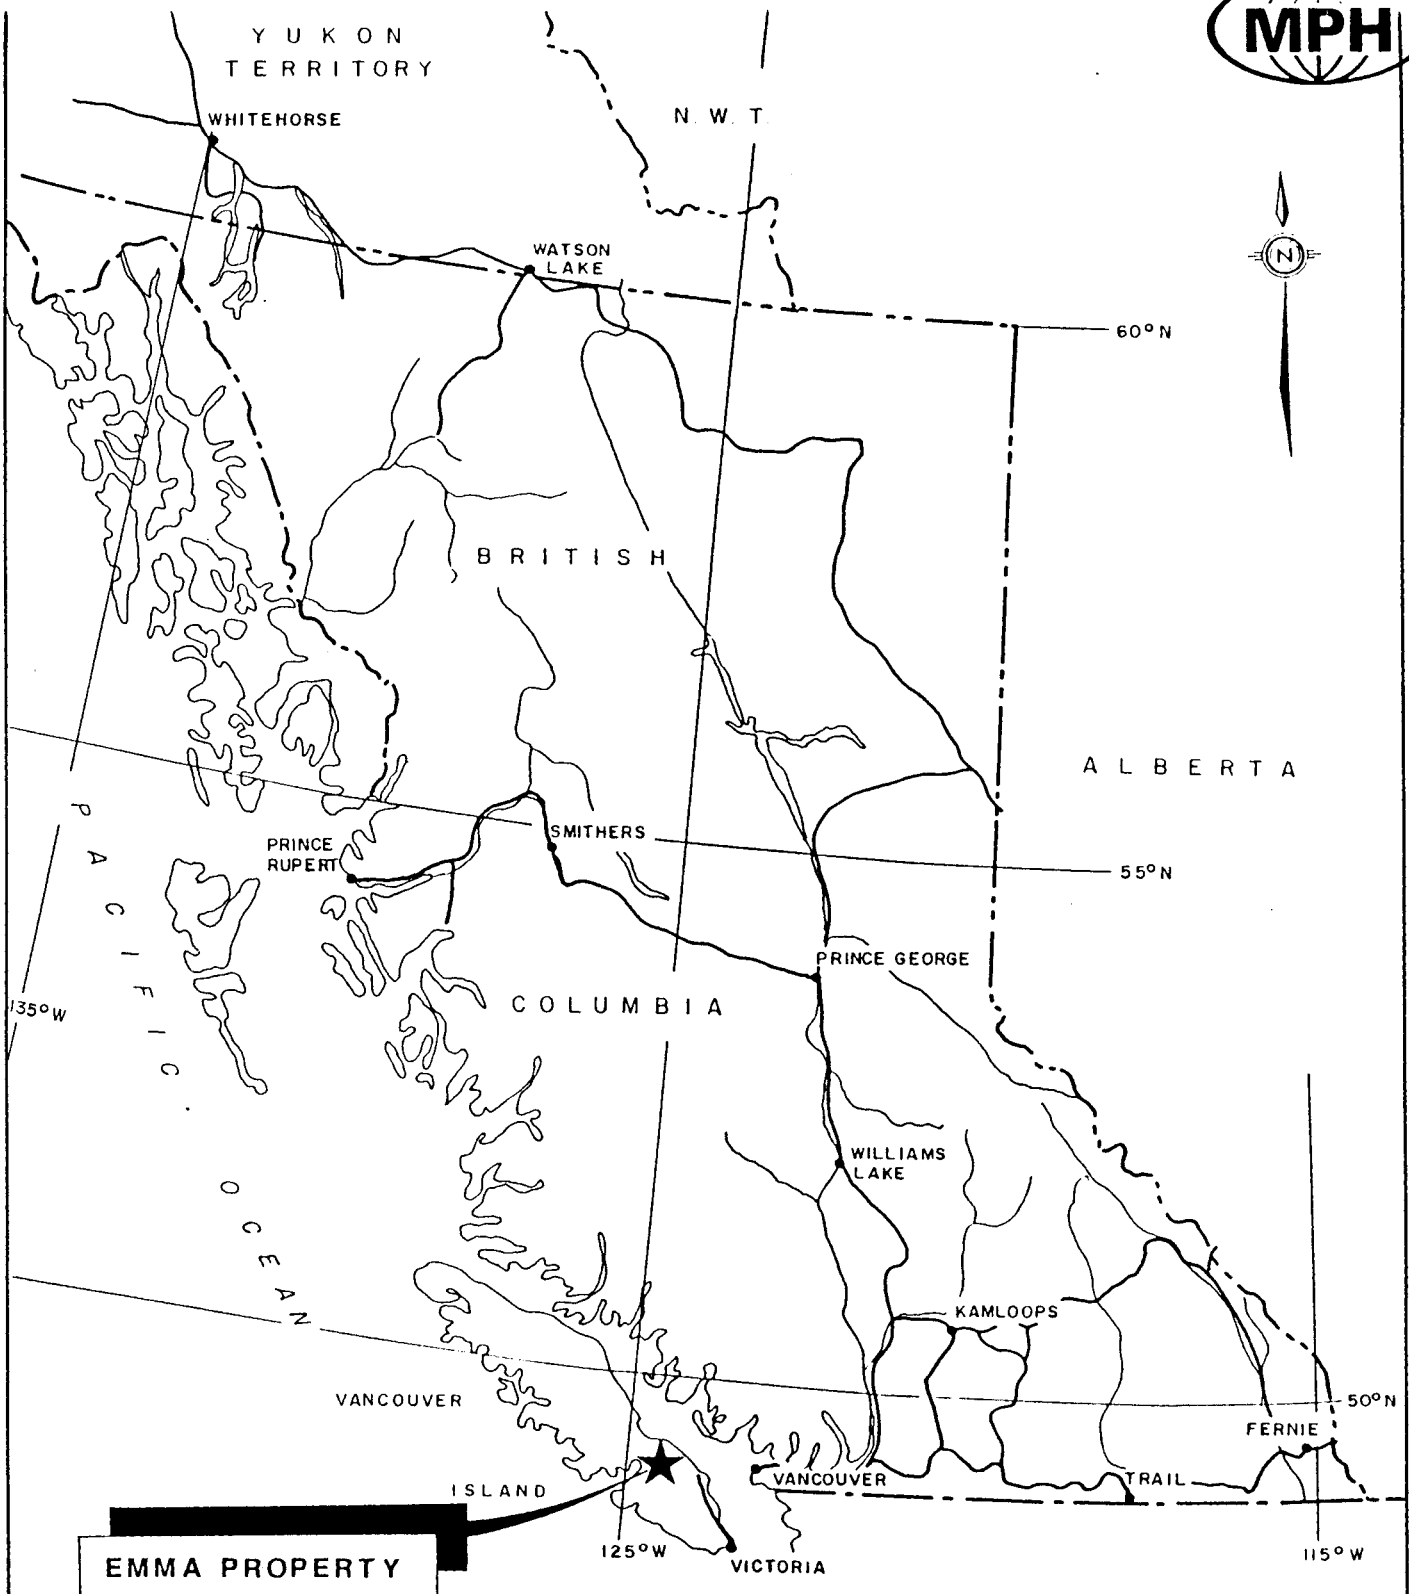 MPH
YUKON
TERRITORY
N. W. T.
WHITEHORSE
WATSON
LAKE
N
60°N
BRITISH
ALBERTA
PACIFIC
SMITHERS
PRINCE
RUPERT
55°N
PRINCE GEORGE
COLUMBIA
135°W
WILLIAMS
LAKE
OCEAN
KAMLOOPS
VANCOUVER
50°N
FERNIE
VANCOUVER
TRAIL
ISLAND
125°W
VICTORIA
115°W
EMMA PROPERTY